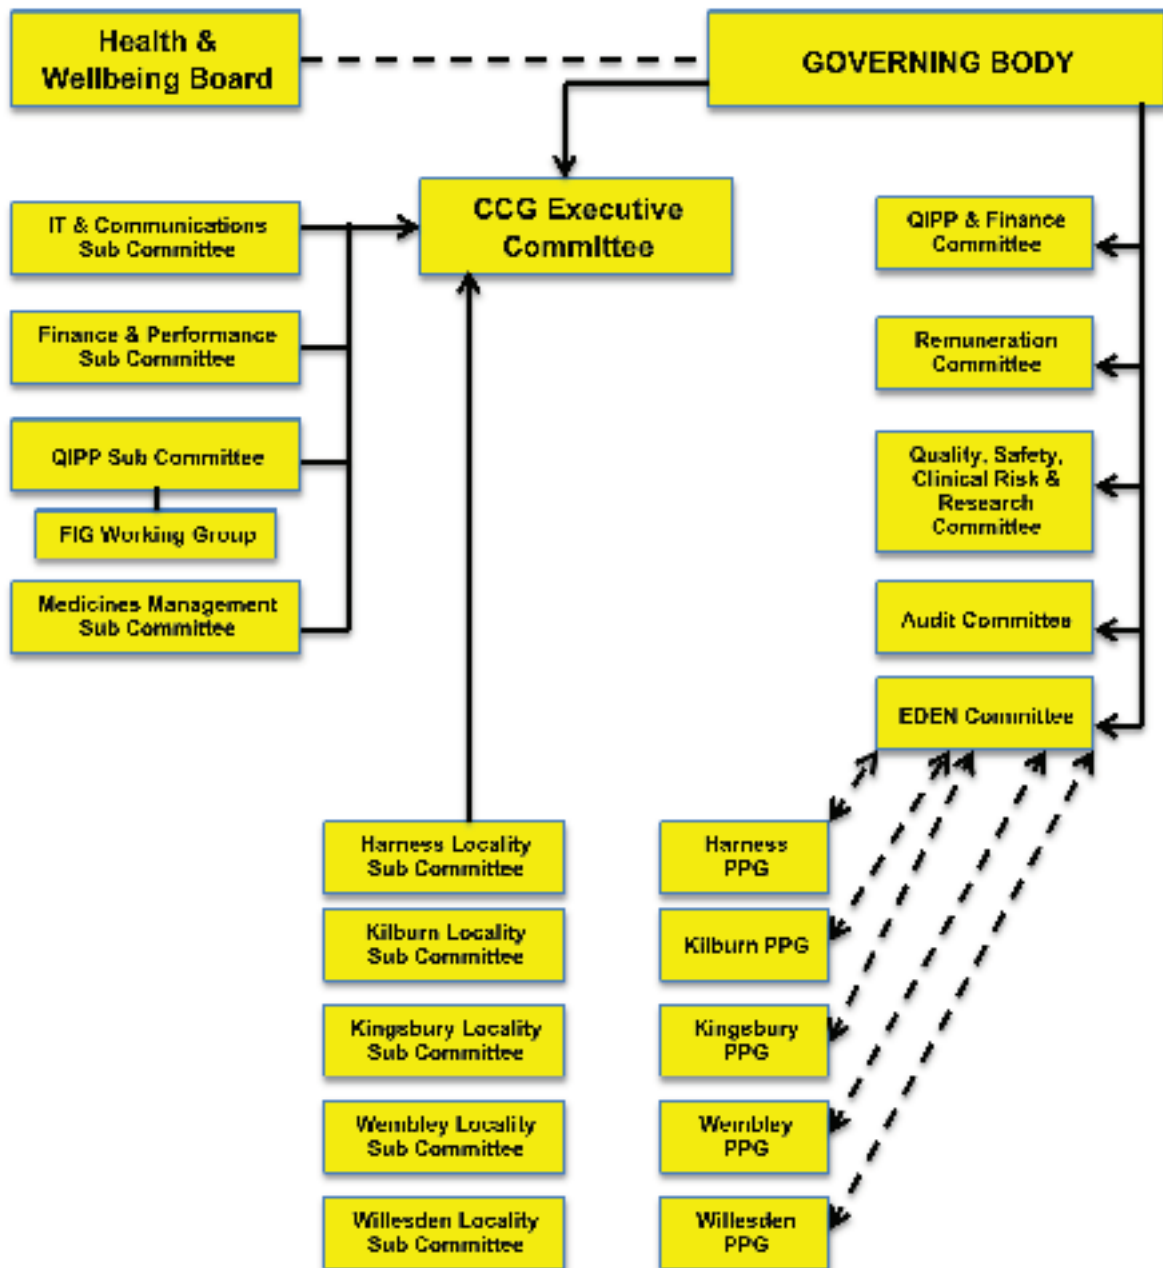 Health &
Wellbeing Board
GOVERNING BODY
CCG Executive
Committee
IT & Communications
Sub Committee
Finance & Performance
Sub Committee
QIPP Sub Committee
FIG Working Group
Medicines Management
Sub Committee
QIPP & Finance
Committee
Remuneration
Committee
Quality, Safety,
Clinical Risk &
Research
Committee
Audit Committee
EDEN Committee
Harness Locality
Sub Committee
Kilburn Locality
Sub Committee
Kingsbury Locality
Sub Committee
Wembley Locality
Sub Committee
Willesden Locality
Sub Committee
Harness
PPG
Kilburn PPG
Kingsbury
PPG
Wembley
PPG
Willesden
PPG